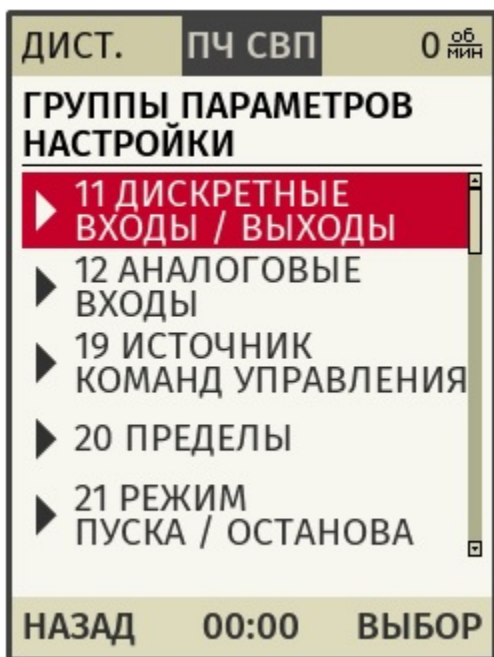 ДИСТ. ПЧ СВП 0 об/мин
ГРУППЫ ПАРАМЕТРОВ
НАСТРОЙКИ
11 ДИСКРЕТНЫЕ
ВХОДЫ / ВЫХОДЫ
12 АНАЛОГОВЫЕ
ВХОДЫ
19 ИСТОЧНИК
КОМАНД УПРАВЛЕНИЯ
20 ПРЕДЕЛЫ
21 РЕЖИМ
ПУСКА / ОСТАНОВА
НАЗАД 00:00 ВЫБОР